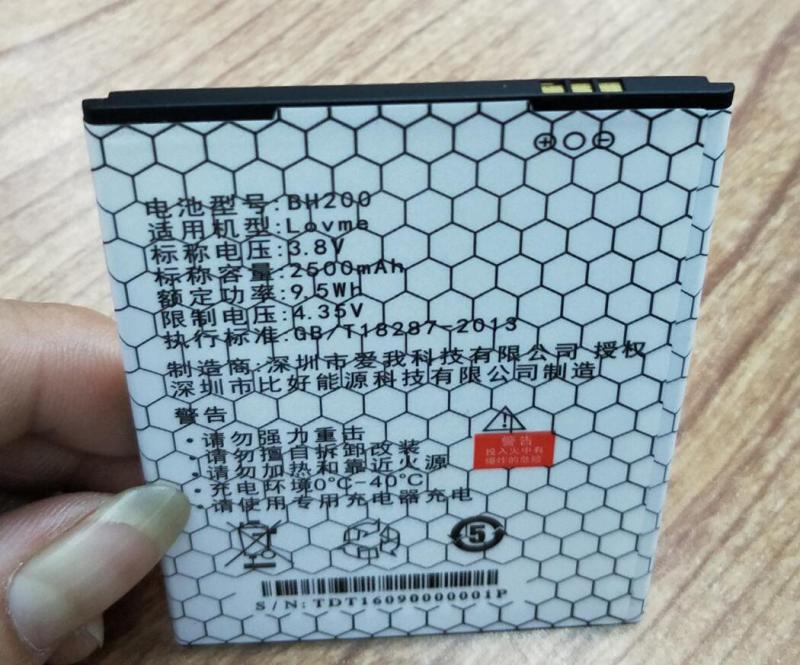 电池型号:BH200
适用机型:Lovme
标称电压:3.8V
标称容量:2500mAh
额定功率:9.5Wh
限制电压:4.35V
执行标准:GB/T18287-2013
制造商:深圳市爱我科技有限公司 授权
深圳市比好能源科技有限公司制造
警告
·请勿强力重击
·请勿擅自拆卸改装
·请勿加热和靠近火源
·充电环境0℃-40℃
·请使用专用充电器充电
警告
投入火中有
爆炸的危险
5
S/N:TDT16090000001P